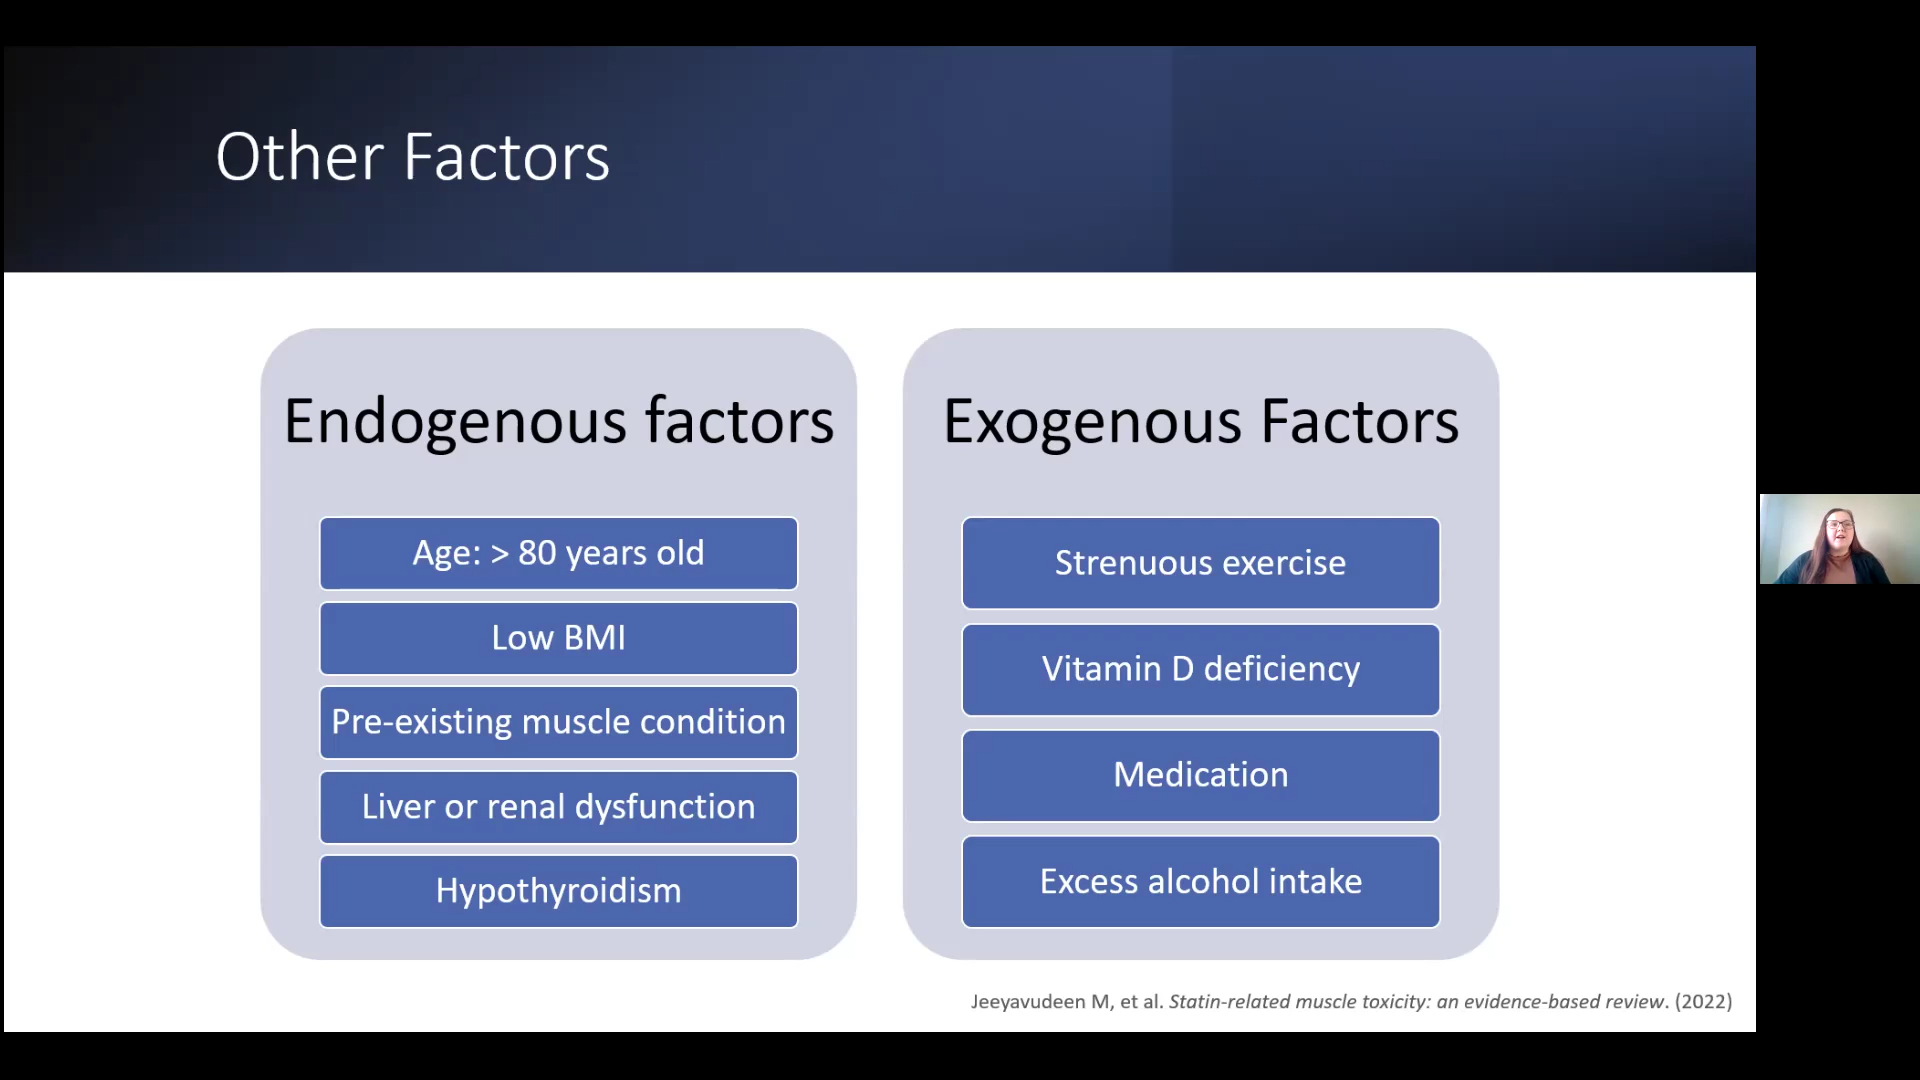 Other Factors
Endogenous factors
Age: > 80 years old
Low BMI
Pre-existing muscle condition
Liver or renal dysfunction
Hypothyroidism
Exogenous Factors
Strenuous exercise
Vitamin D deficiency
Medication
Excess alcohol intake
Jeeyavudeen M, et al. Statin-related muscle toxicity: an evidence-based review. (2022)